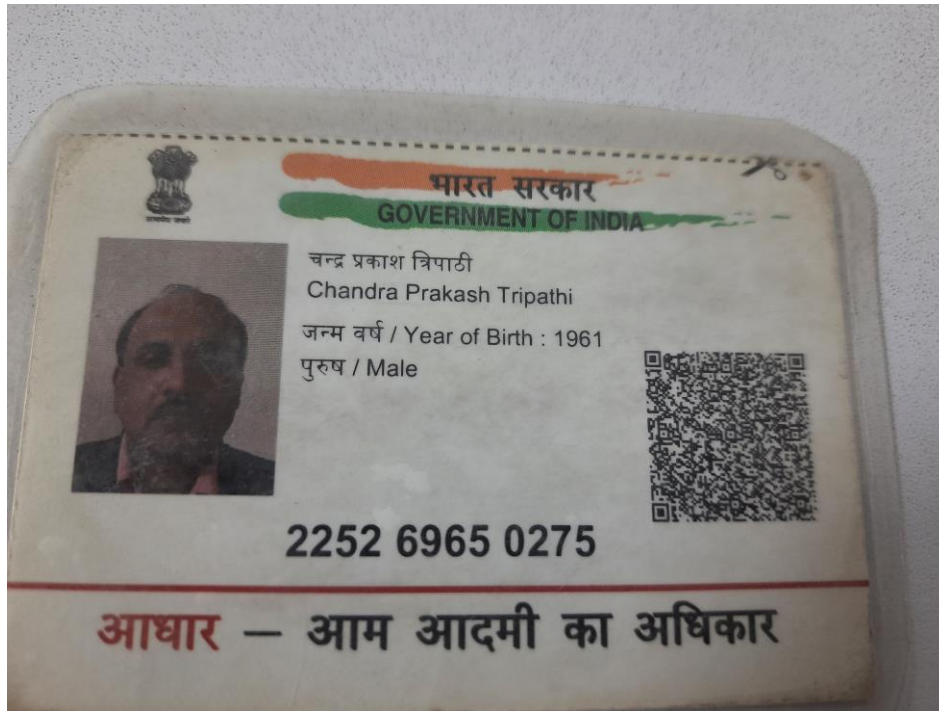 भारत सरकार
GOVERNMENT OF INDIA
चन्द्र प्रकाश त्रिपाठी
Chandra Prakash Tripathi
जन्म वर्ष / Year of Birth : 1961
पुरुष / Male
2252 6965 0275
आधार – आम आदमी का अधिकार